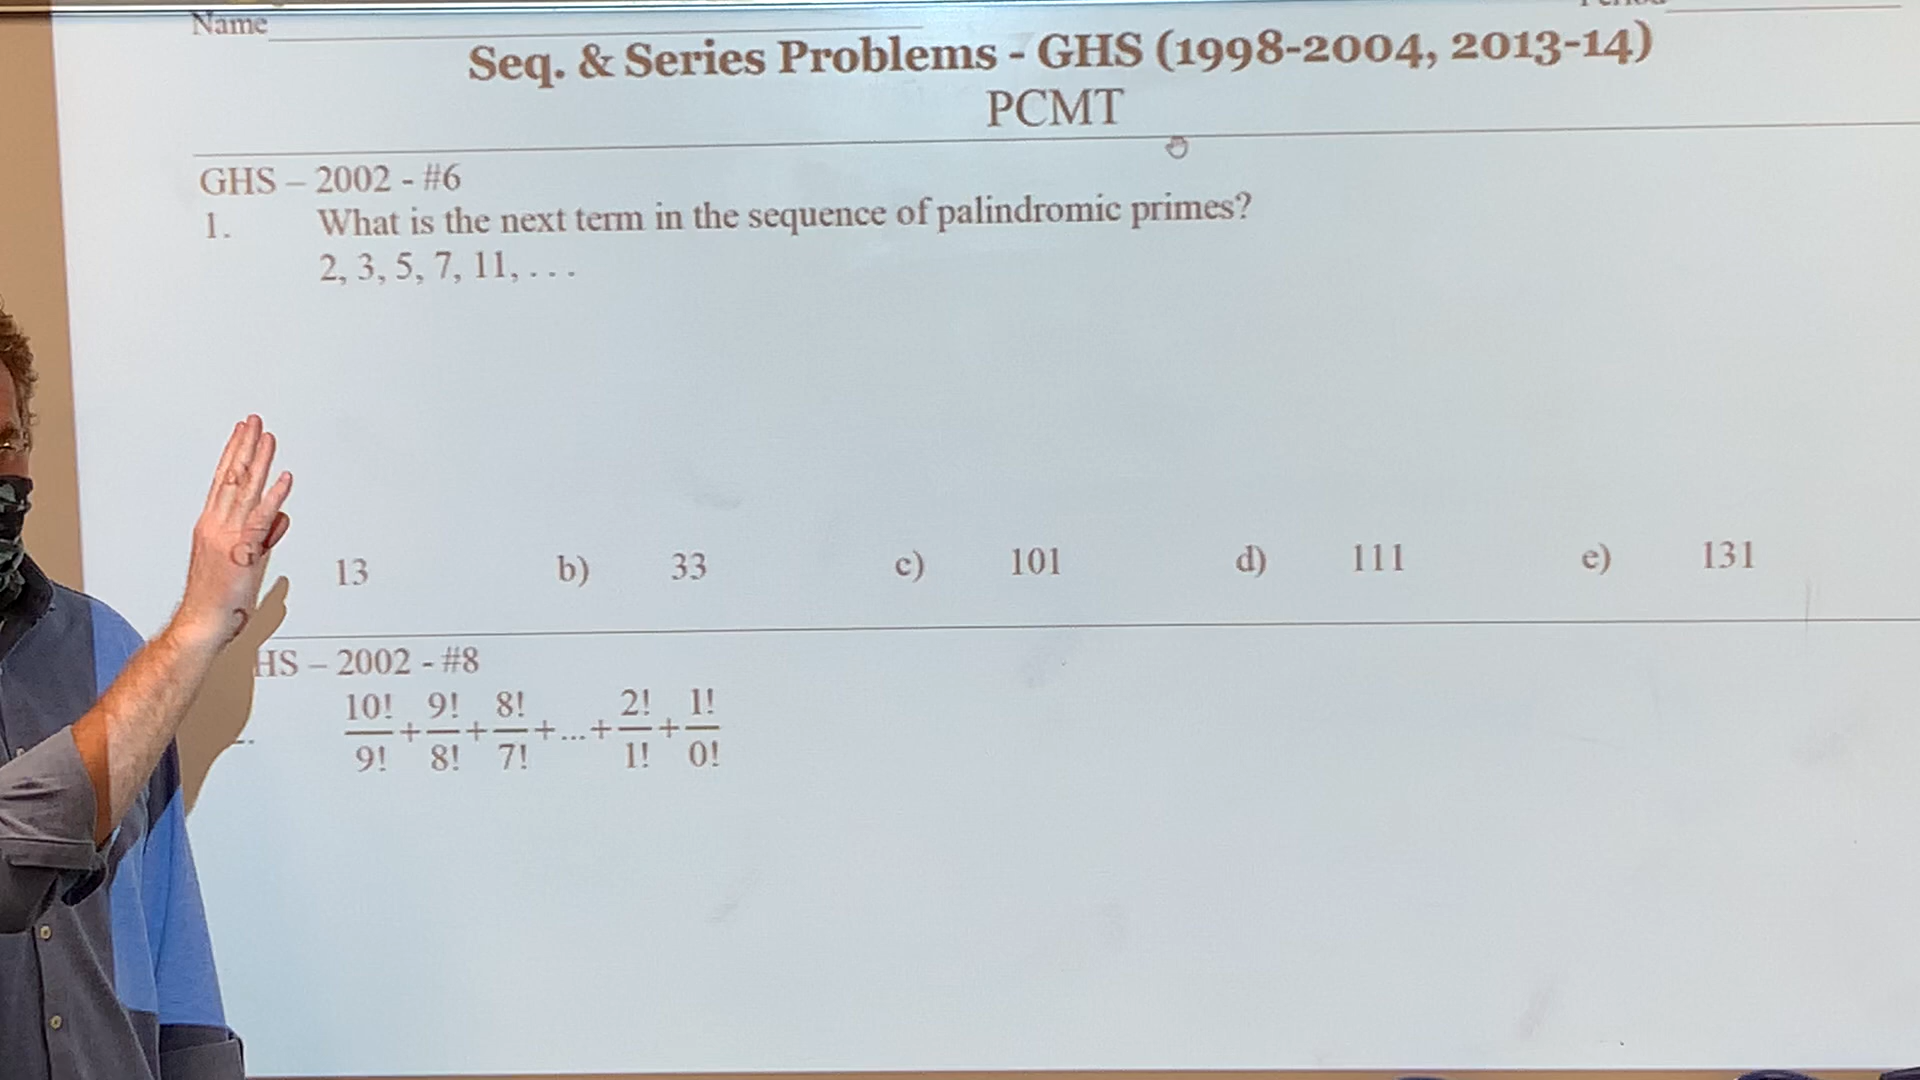 Name
Seq. & Series Problems - GHS (1998-2004, 2013-14)
PCMT
GHS – 2002 - #6
1. What is the next term in the sequence of palindromic primes?
2, 3, 5, 7, 11, . . .
13 b) 33 c) 101 d) 111 e) 131
HS – 2002 - #8
10!/9! + 9!/8! + 8!/7! + ... + 2!/1! + 1!/0!